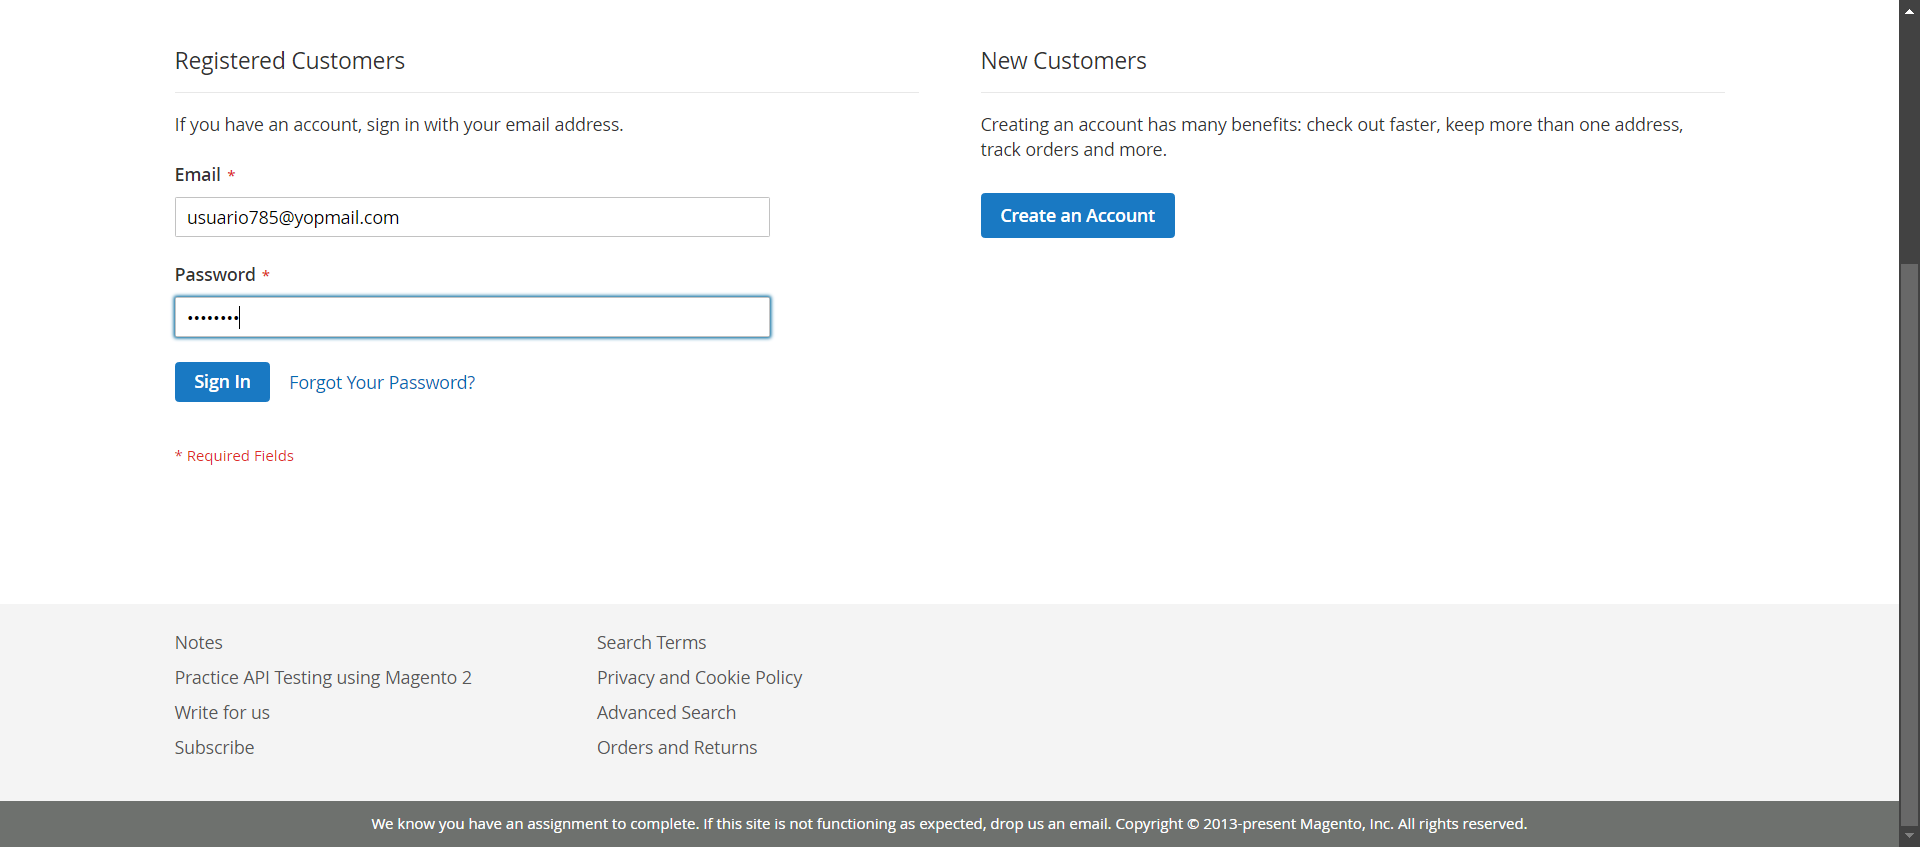 Registered Customers
If you have an account, sign in with your email address.
Email *
usuario785@yopmail.com
Password *
••••••••
Sign In
Forgot Your Password?
* Required Fields
New Customers
Creating an account has many benefits: check out faster, keep more than one address,
track orders and more.
Create an Account
Notes
Practice API Testing using Magento 2
Write for us
Subscribe
Search Terms
Privacy and Cookie Policy
Advanced Search
Orders and Returns
We know you have an assignment to complete. If this site is not functioning as expected, drop us an email. Copyright © 2013-present Magento, Inc. All rights reserved.